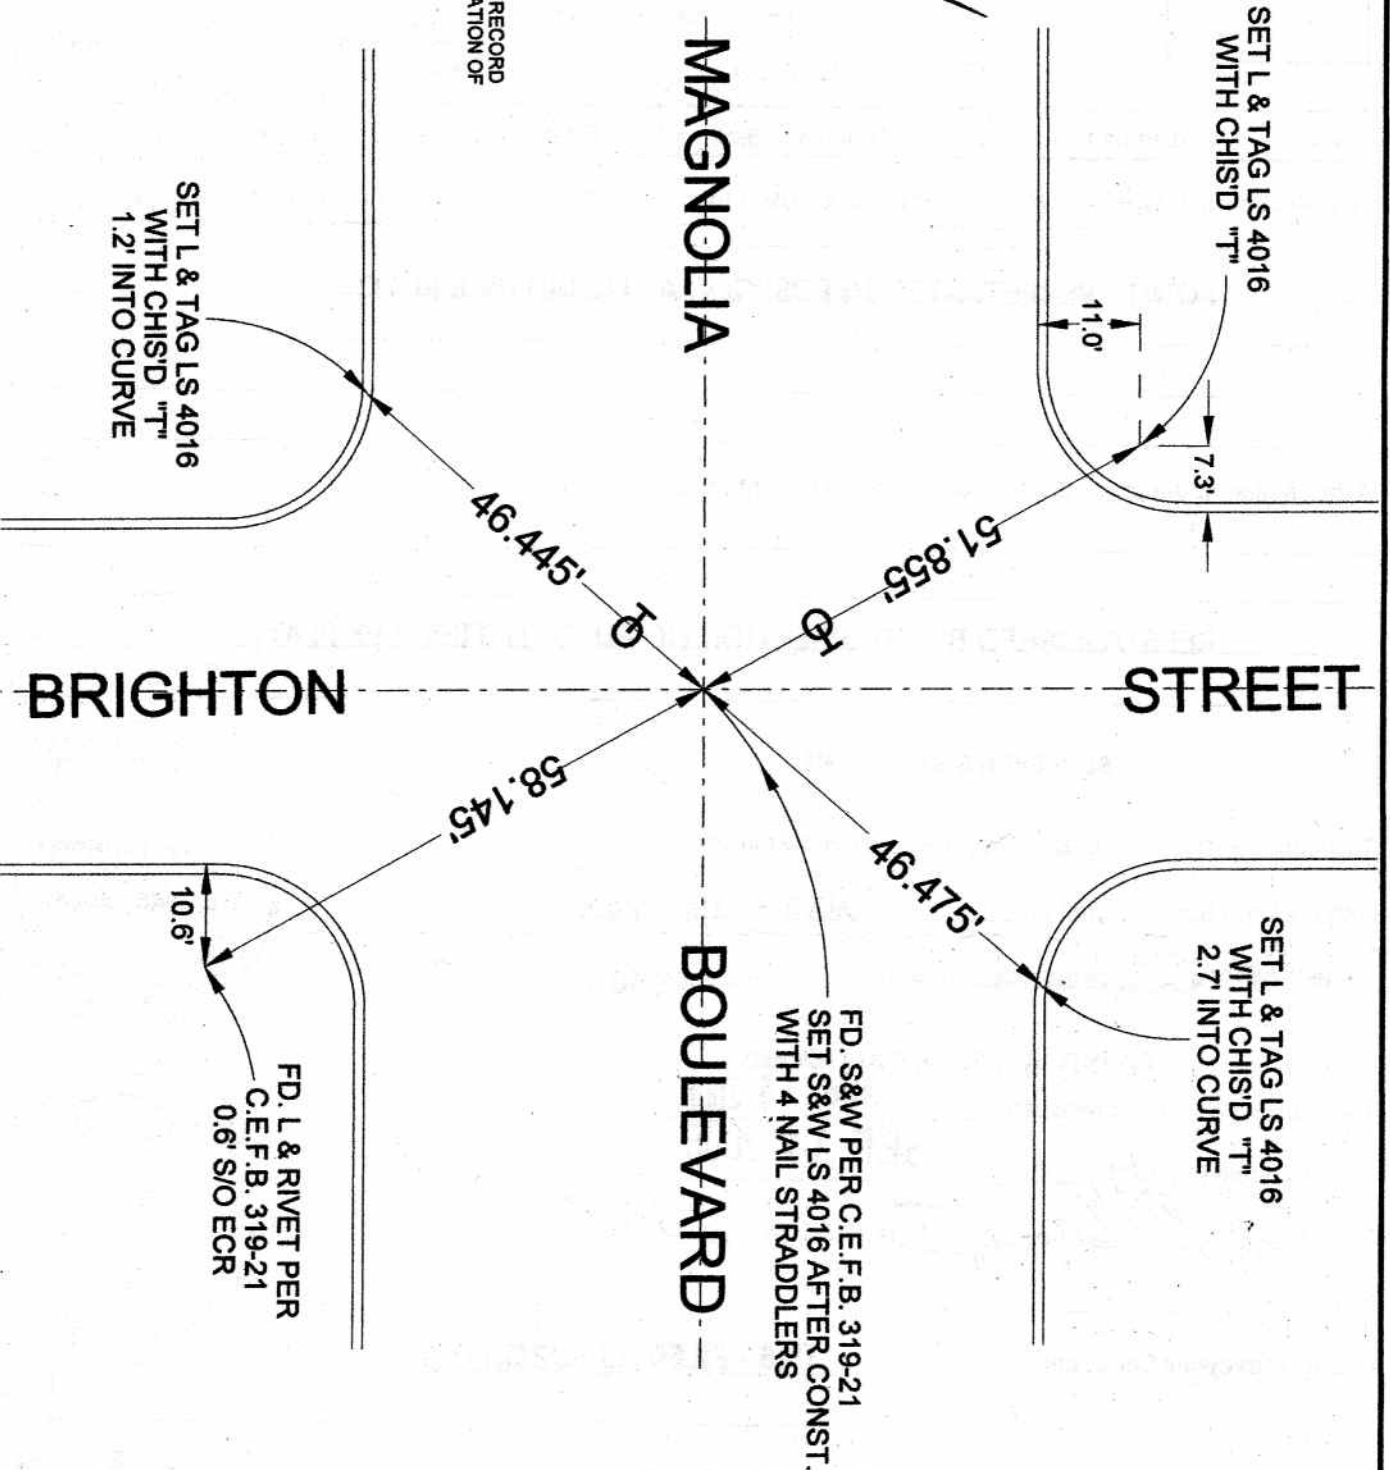 RECORD
ATION OF
MAGNOLIA
SET L & TAG LS 4016
WITH CHIS'D "T"
11.0'
7.3'
SET L & TAG LS 4016
WITH CHIS'D "T"
1.2' INTO CURVE
46.445'
51.855'
BRIGHTON
STREET
58.145'
46.475'
10.6'
BOULEVARD
SET L & TAG LS 4016
WITH CHIS'D "T"
2.7' INTO CURVE
FD. S&W PER C.E.F.B. 319-21
SET S&W LS 4016 AFTER CONST.
WITH 4 NAIL STRADDLERS
FD. L & RIVET PER
C.E.F.B. 319-21
0.6' S/O ECR